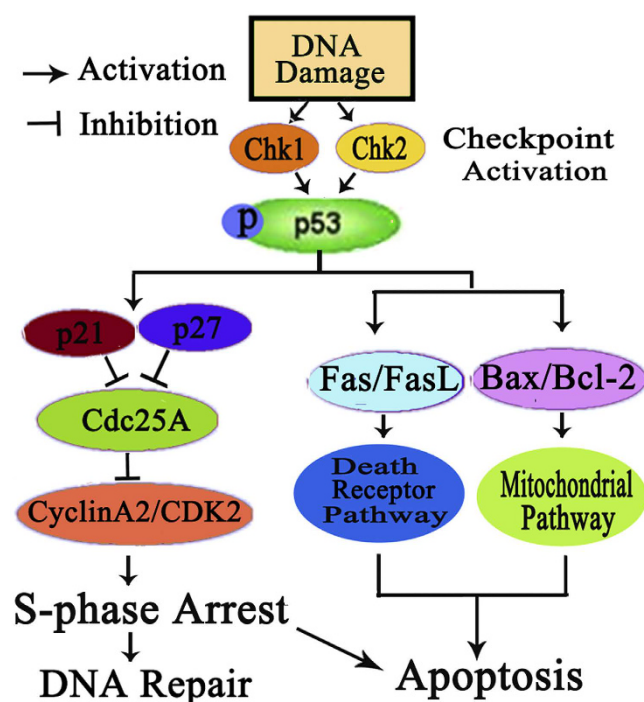 DNA
Damage
Activation
Inhibition
Chk1
Chk2
Checkpoint
Activation
p
p53
p21
p27
Fas/FasL
Bax/Bcl-2
Cdc25A
Death
Receptor
Pathway
Mitochondrial
Pathway
CyclinA2/CDK2
S-phase Arrest
DNA Repair
Apoptosis